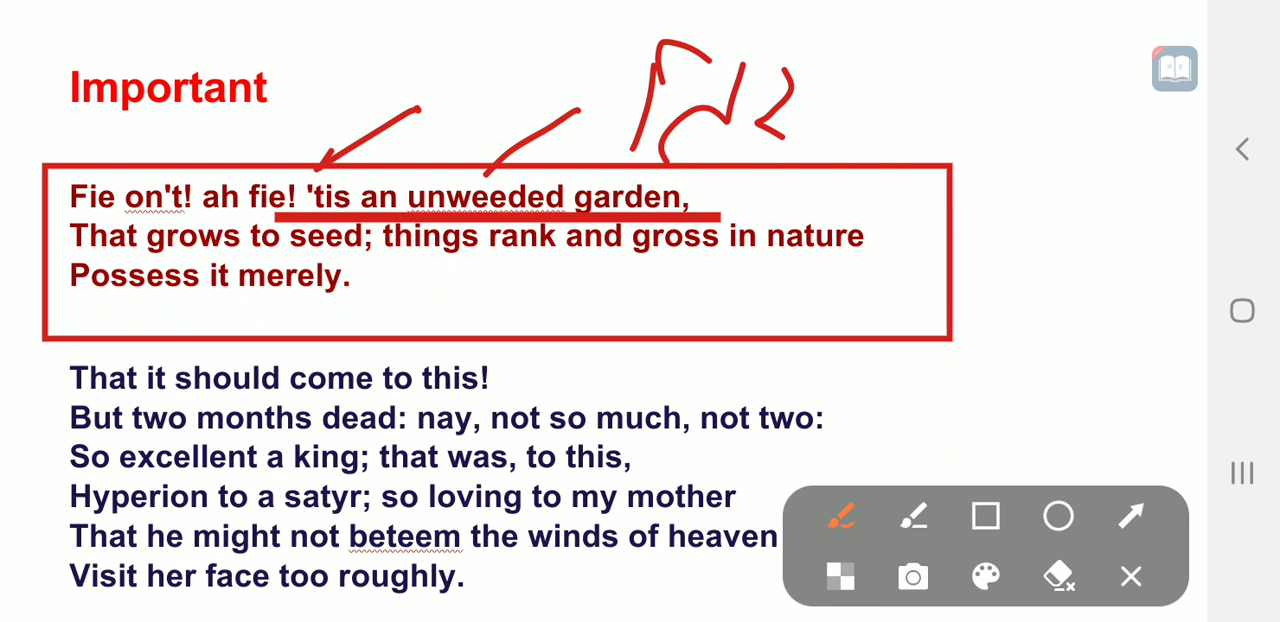 Important
Fie on't! ah fie! 'tis an unweeded garden,
That grows to seed; things rank and gross in nature
Possess it merely.
That it should come to this!
But two months dead: nay, not so much, not two:
So excellent a king; that was, to this,
Hyperion to a satyr; so loving to my mother
That he might not beteem the winds of heaven
Visit her face too roughly.